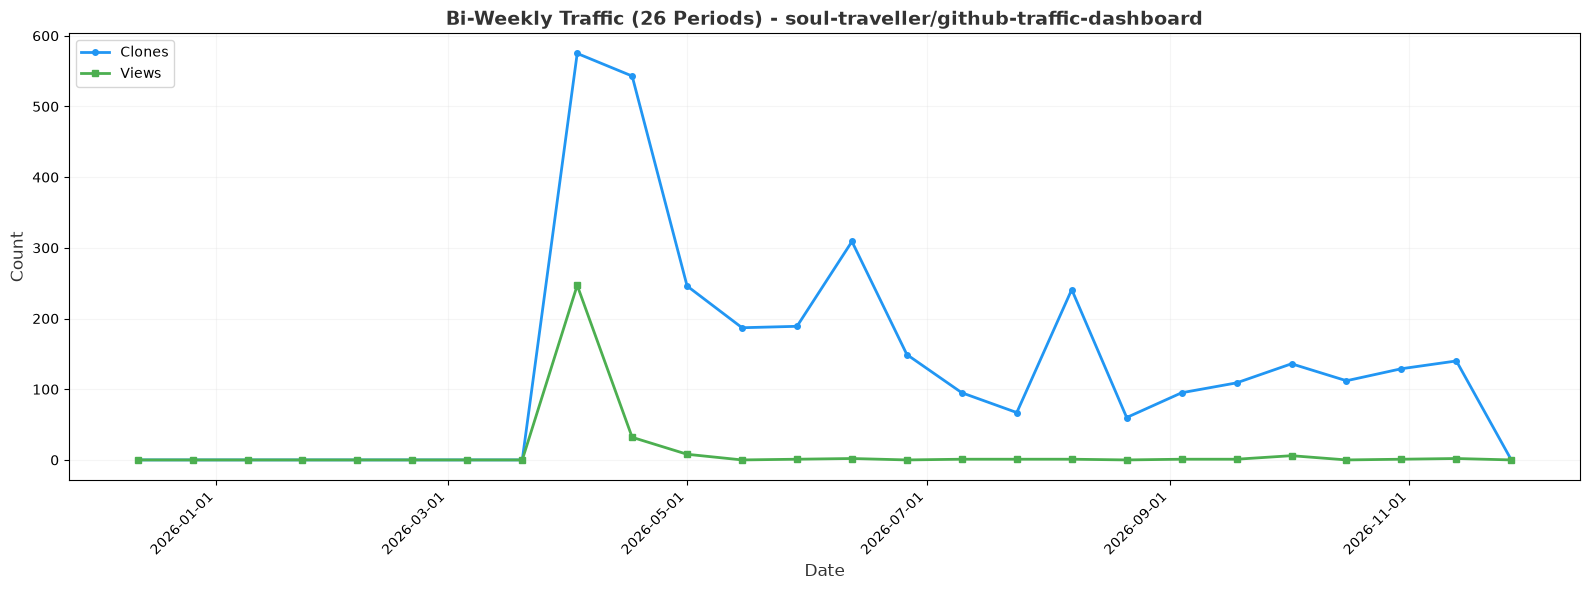 Bi-Weekly Traffic (26 Periods) - soul-traveller/github-traffic-dashboard
Clones
Views
600
500
400
300
200
100
0
Count
2026-01-01
2026-03-01
2026-05-01
2026-07-01
2026-09-01
2026-11-01
Date